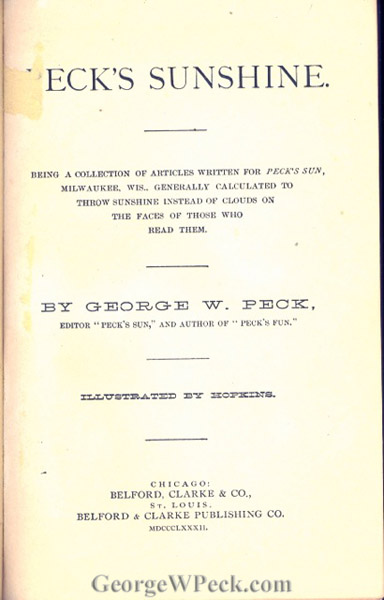 PECK'S SUNSHINE.
BEING A COLLECTION OF ARTICLES WRITTEN FOR PECK'S SUN,
MILWAUKEE, WIS., GENERALLY CALCULATED TO
THROW SUNSHINE INSTEAD OF CLOUDS ON
THE FACES OF THOSE WHO
READ THEM.
BY GEORGE W. PECK,
EDITOR "PECK'S SUN," AND AUTHOR OF "PECK'S FUN."
ILLUSTRATED BY HOPKINS.
CHICAGO:
BELFORD, CLARKE & CO.,
ST. LOUIS,
BELFORD & CLARKE PUBLISHING CO.
MDCCCLXXXII.
GeorgeWPeck.com